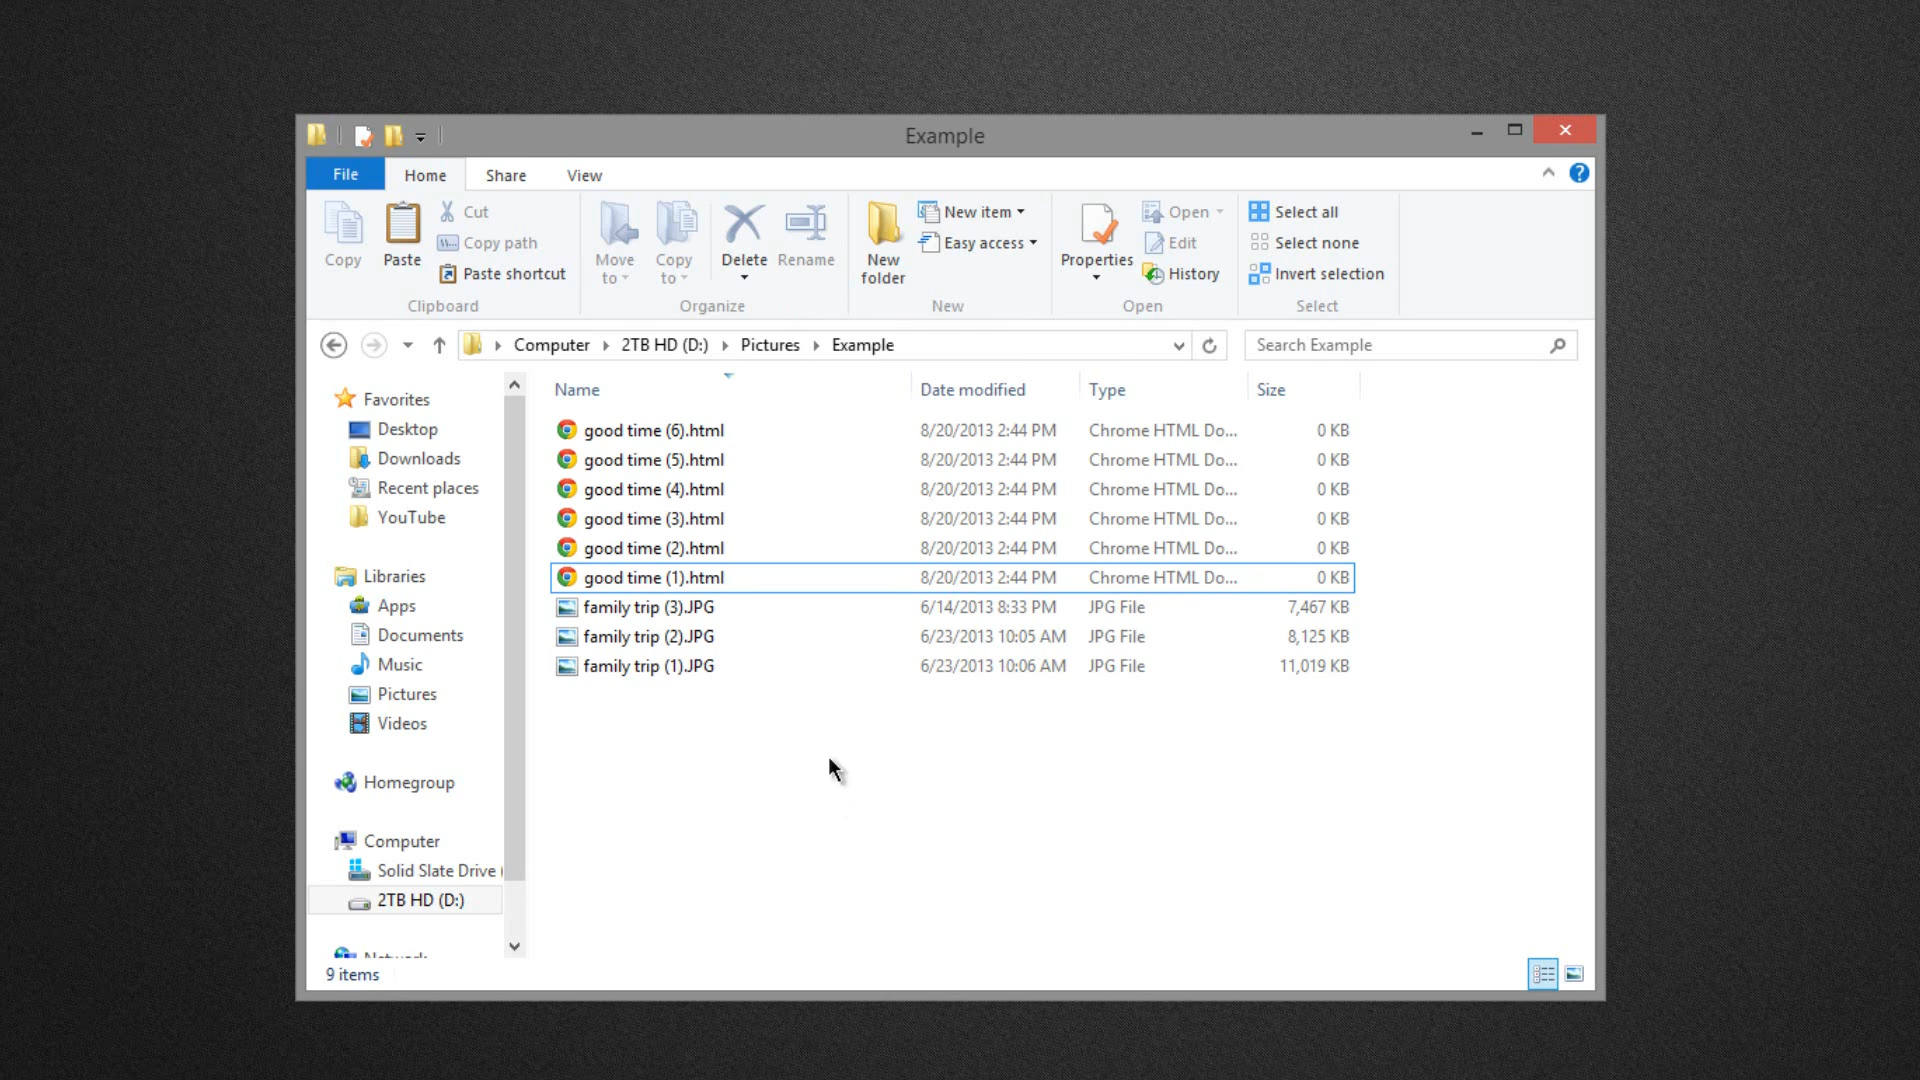 Example
File Home Share View
Copy
Paste
Cut
Copy path
Paste shortcut
Clipboard
Move to
Copy to
Delete
Rename
Organize
New folder
New item
Easy access
New
Properties
Open
Edit
History
Open
Select all
Select none
Invert selection
Select
Computer 2TB HD (D:) Pictures Example
Search Example
Favorites
Desktop
Downloads
Recent places
YouTube
Libraries
Apps
Documents
Music
Pictures
Videos
Homegroup
Computer
Solid Slate Drive (
2TB HD (D:)
Network
Name Date modified Type Size
good time (6).html 8/20/2013 2:44 PM Chrome HTML Do... 0 KB
good time (5).html 8/20/2013 2:44 PM Chrome HTML Do... 0 KB
good time (4).html 8/20/2013 2:44 PM Chrome HTML Do... 0 KB
good time (3).html 8/20/2013 2:44 PM Chrome HTML Do... 0 KB
good time (2).html 8/20/2013 2:44 PM Chrome HTML Do... 0 KB
good time (1).html 8/20/2013 2:44 PM Chrome HTML Do... 0 KB
family trip (3).JPG 6/14/2013 8:33 PM JPG File 7,467 KB
family trip (2).JPG 6/23/2013 10:05 AM JPG File 8,125 KB
family trip (1).JPG 6/23/2013 10:06 AM JPG File 11,019 KB
9 items